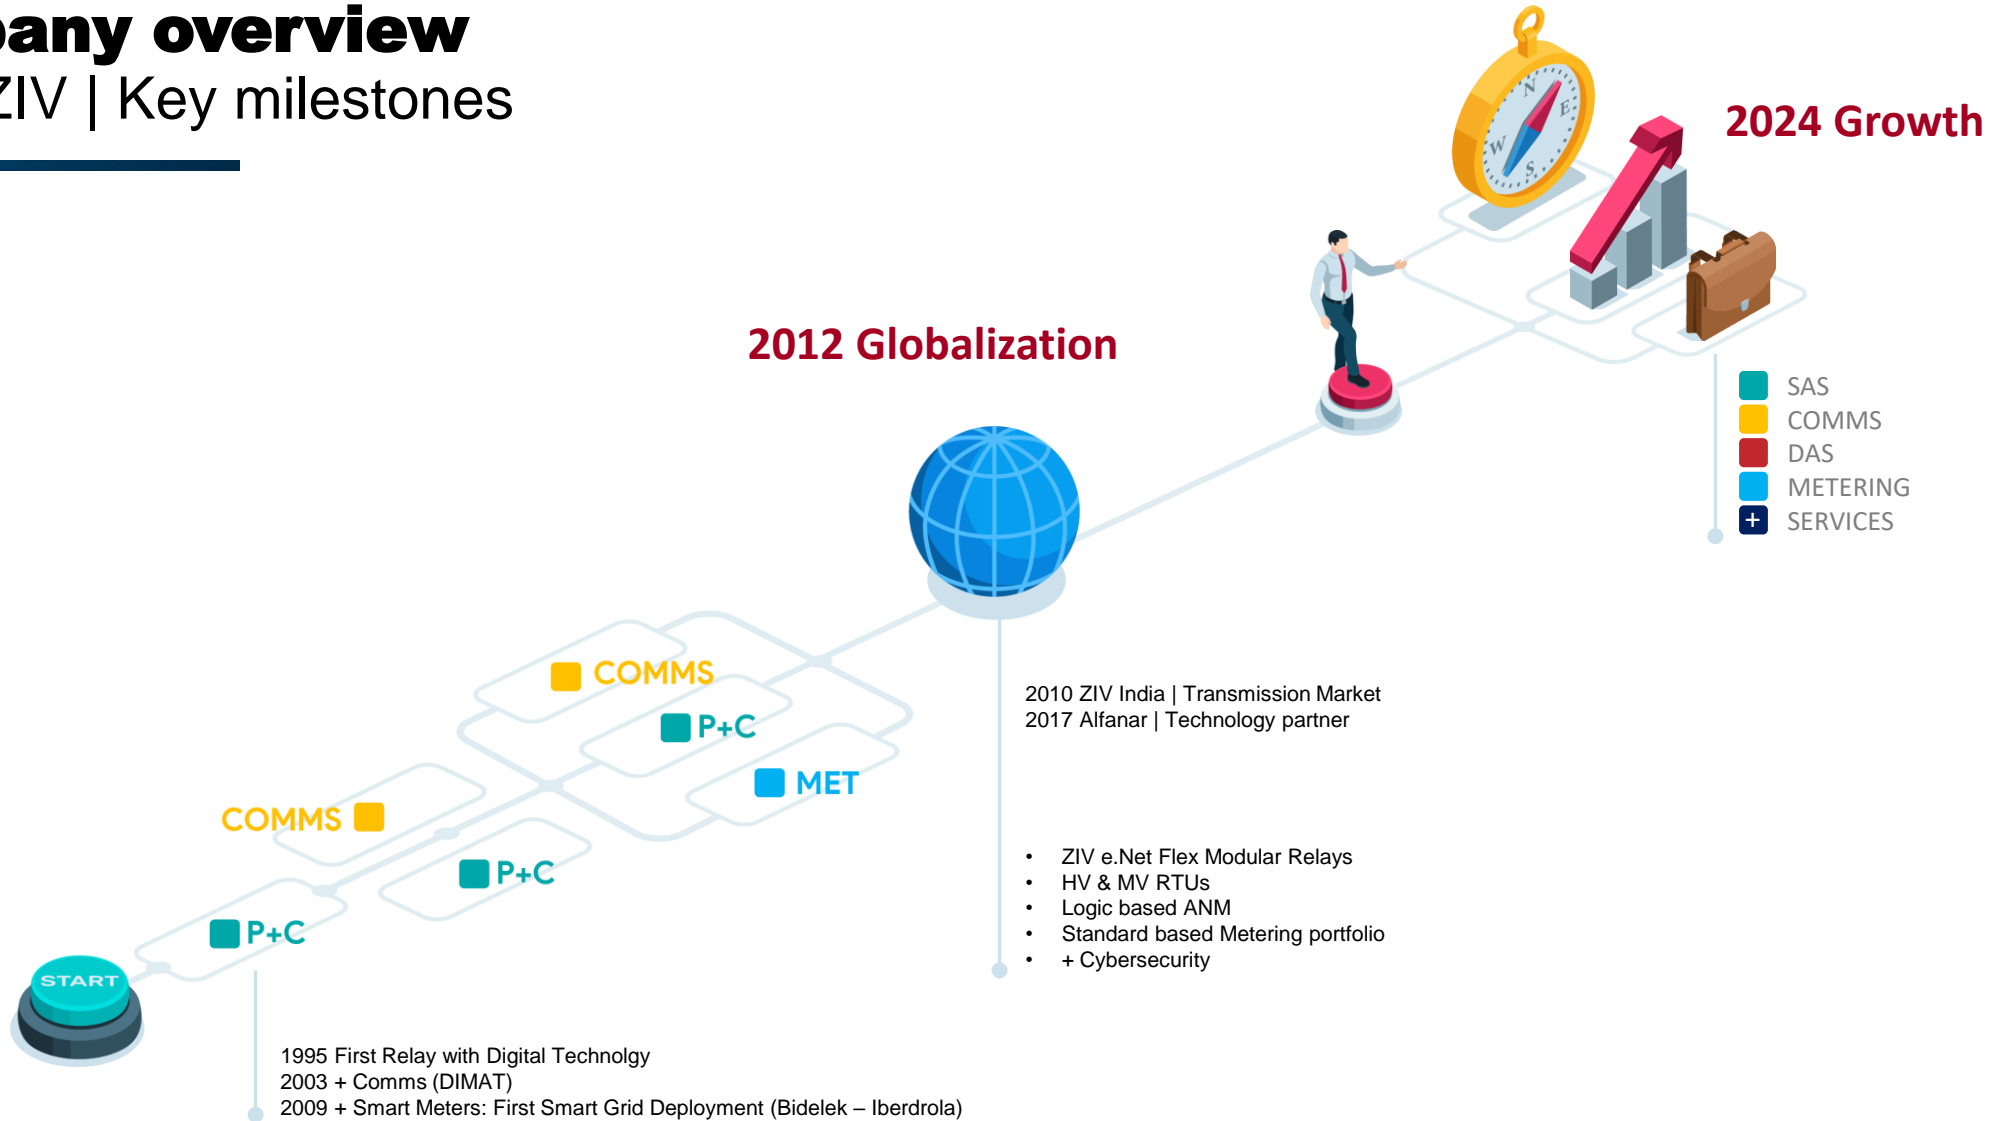 pany overview
ZIV | Key milestones
2024 Growth
N
E
W
S
2012 Globalization
SAS
COMMS
DAS
METERING
+ SERVICES
COMMS
P+C
MET
COMMS
P+C
P+C
START
2010 ZIV India | Transmission Market
2017 Alfanar | Technology partner
• ZIV e.Net Flex Modular Relays
• HV & MV RTUs
• Logic based ANM
• Standard based Metering portfolio
• + Cybersecurity
1995 First Relay with Digital Technolgy
2003 + Comms (DIMAT)
2009 + Smart Meters: First Smart Grid Deployment (Bidelek – Iberdrola)